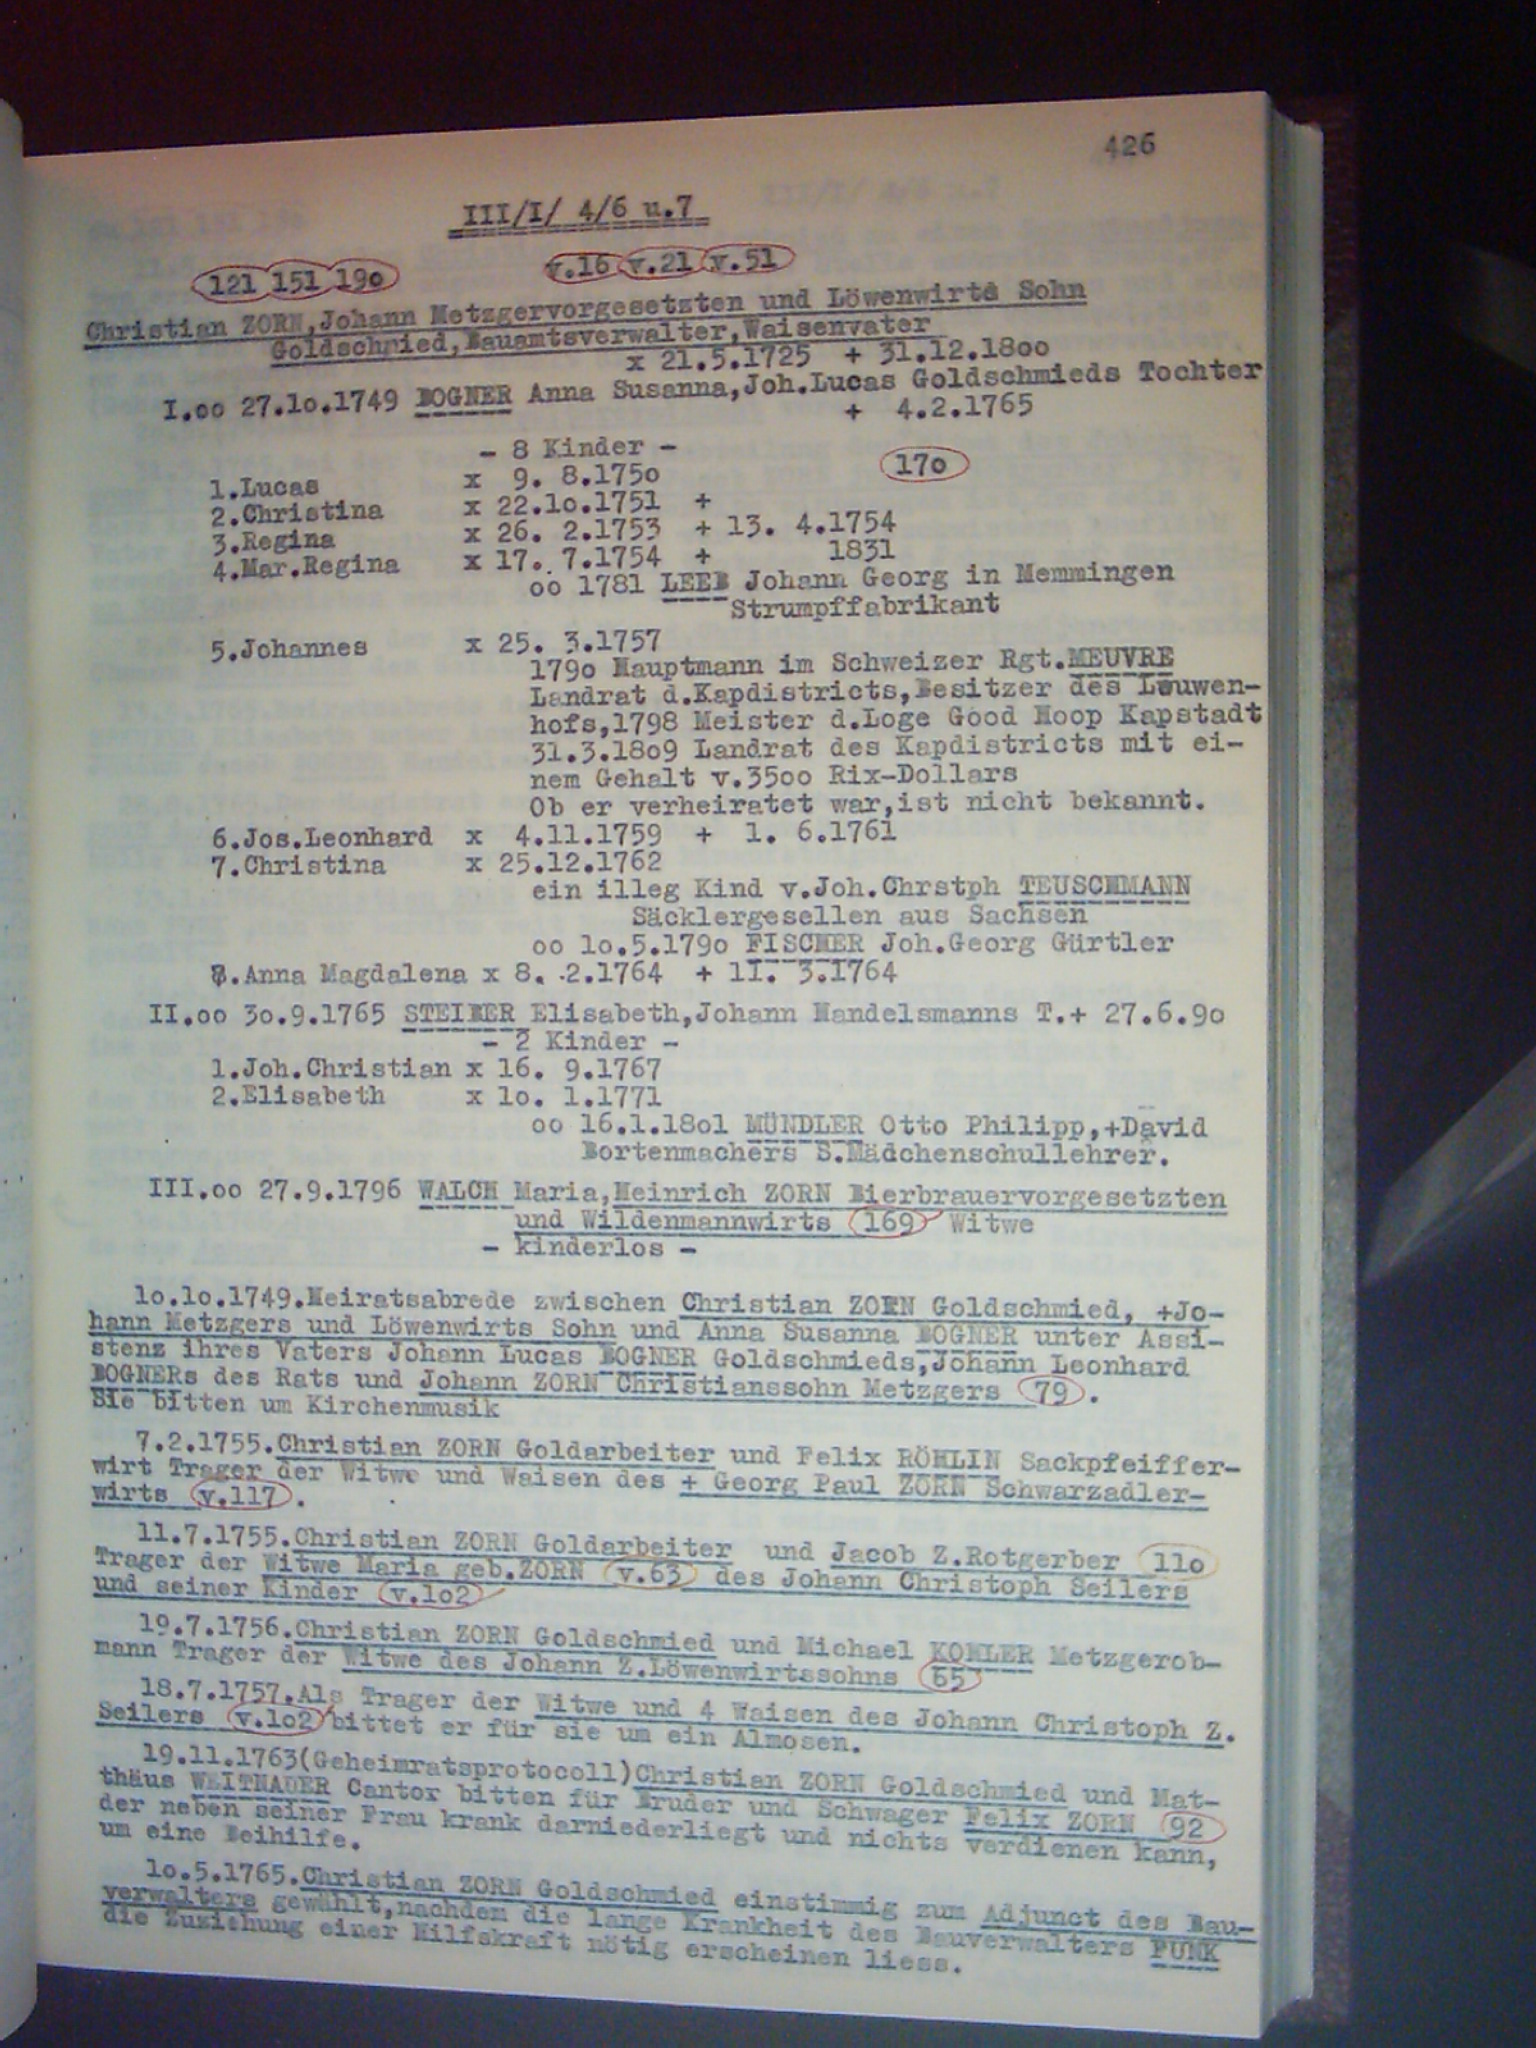 426
III/I/ 4/6 u.7
121 151 19o v.16 v.21 v.51
Christian ZORN,Johann Metzgervorgesetzten und Löwenwirts Sohn
Goldschmied,Bauamtsverwalter,Waisenvater
x 21.5.1725 + 31.12.18oo
I.oo 27.1o.1749 BOGNER Anna Susanna,Joh.Lucas Goldschmieds Tochter
+ 4.2.1765
- 8 Kinder -
1.Lucas x 9. 8.175o 17o
2.Christina x 22.1o.1751 +
3.Regina x 26. 2.1753 + 13. 4.1754
4.Mar.Regina x 17. 7.1754 + 1831
oo 1781 LEEB Johann Georg in Memmingen
Strumpffabrikant
5.Johannes x 25. 3.1757
179o Hauptmann im Schweizer Rgt.MEUVRE
Landrat d.Kapdistricts,Besitzer des Leuwen-
hofs,1798 Meister d.Loge Good Hoop Kapstadt
31.3.18o9 Landrat des Kapdistricts mit ei-
nem Gehalt v.35oo Rix-Dollars
Ob er verheiratet war,ist nicht bekannt.
6.Jos.Leonhard x 4.11.1759 + 1. 6.1761
7.Christina x 25.12.1762
ein illeg Kind v.Joh.Chrstph TEUSCHMANN
Säcklergesellen aus Sachsen
oo 1o.5.179o FISCHER Joh.Georg Gürtler
8.Anna Magdalena x 8. .2.1764 + 11. 3.1764
II.oo 3o.9.1765 STEIBER Elisabeth,Johann Handelsmanns T.+ 27.6.9o
- 2 Kinder -
1.Joh.Christian x 16. 9.1767
2.Elisabeth x 1o. 1.1771
oo 16.1.18o1 MÜNDLER Otto Philipp,+David
Bortenmachers S.Mädchenschullehrer.
III.oo 27.9.1796 WALCH Maria,Heinrich ZORN Bierbrauervorgesetzten
und Wildenmannwirts 169 Witwe
- kinderlos -
1o.1o.1749.Heiratsabrede zwischen Christian ZORN Goldschmied, +Jo-
hann Metzgers und Löwenwirts Sohn und Anna Susanna BOGNER unter Assi-
stenz ihres Vaters Johann Lucas BOGNER Goldschmieds,Johann Leonhard
BOGNERs des Rats und Johann ZORN Christianssohn Metzgers 79 .
Sie bitten um Kirchenmusik
7.2.1755.Christian ZORN Goldarbeiter und Felix RÖHLIN Sackpfeiffer-
wirt Trager der Witwe und Waisen des + Georg Paul ZORN Schwarzadler-
wirts v.117 .
11.7.1755.Christian ZORN Goldarbeiter und Jacob Z.Rotgerber 11o
Trager der Witwe Maria geb.ZORN v.63 des Johann Christoph Seilers
und seiner Kinder v.1o2
19.7.1756.Christian ZORN Goldschmied und Michael KOHLER Metzgerob-
mann Trager der Witwe des Johann Z.Löwenwirtssohns 65
18.7.1757.Als Trager der Witwe und 4 Waisen des Johann Christoph Z.
Seilers v.1o2 bittet er für sie um ein Almosen.
19.11.1763(Geheimratsprotocoll)Christian ZORN Goldschmied und Mat-
thäus WEITNAUER Cantor bitten für Bruder und Schwager Felix ZORN 92
der neben seiner Frau krank darniederliegt und nichts verdienen kann,
um eine Beihilfe.
1o.5.1765.Christian ZORN Goldschmied einstimmig zum Adjunct des Bau-
verwalters gewählt,nachdem die lange Krankheit des Bauverwalters FUNK
die Zuziehung einer Hilfskraft nötig erscheinen liess.